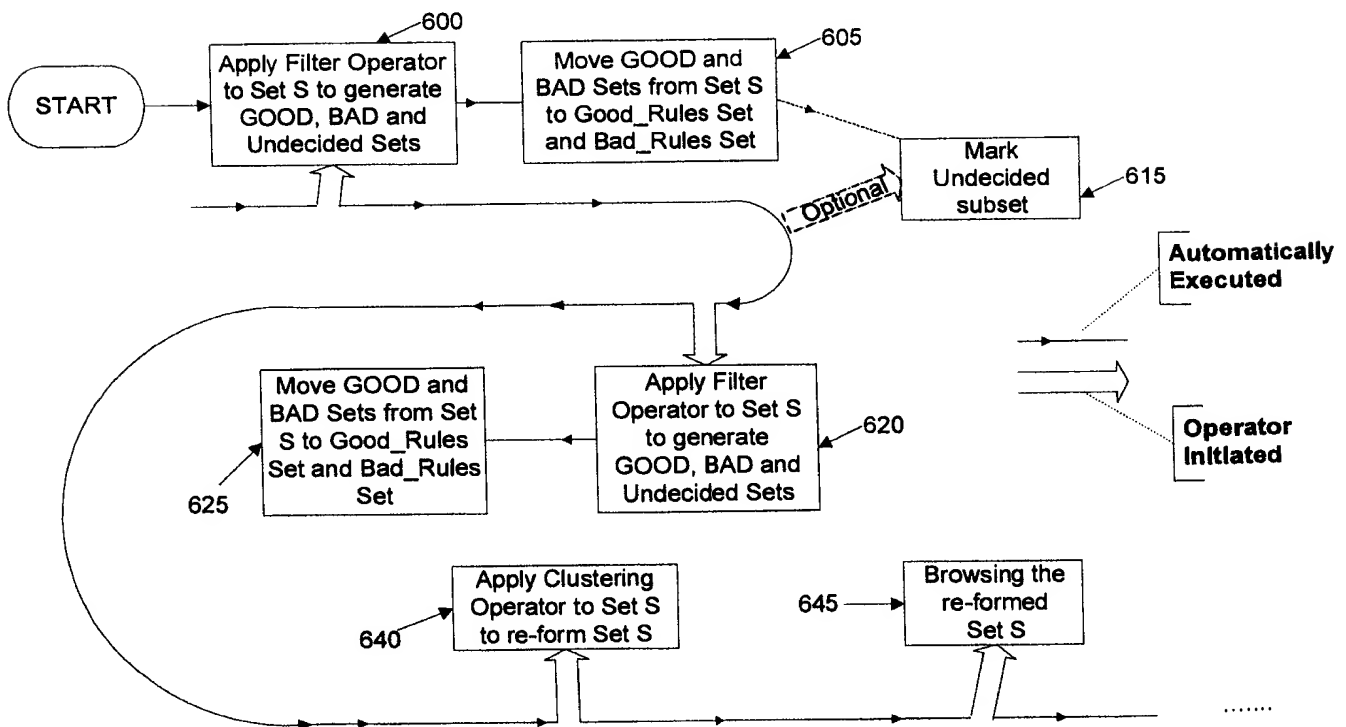 600
START
Apply Filter Operator
to Set S to generate
GOOD, BAD and
Undecided Sets
605
Move GOOD and
BAD Sets from Set S
to Good_Rules Set
and Bad_Rules Set
Mark
Undecided
subset
615
Optional
Automatically
Executed
Operator
Initiated
Move GOOD and
BAD Sets from Set
S to Good_Rules
Set and Bad_Rules
Set
625
Apply Filter
Operator to Set S
to generate
GOOD, BAD and
Undecided Sets
620
Apply Clustering
Operator to Set S
to re-form Set S
640
645
Browsing the
re-formed
Set S
.......